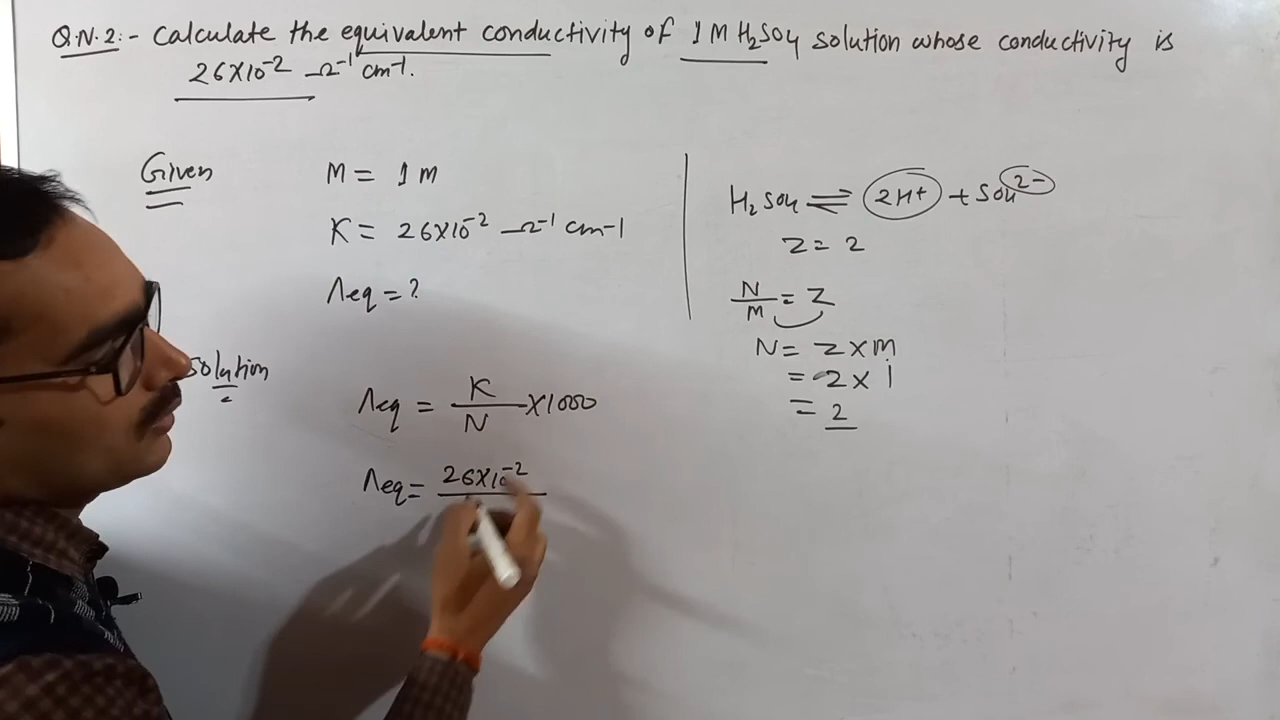 Q.N.2:- Calculate the equivalent conductivity of 1 M H₂SO₄ solution whose conductivity is
26×10⁻² Ω⁻¹ cm-1.
Given
M = 1 M
K = 26×10⁻² Ω⁻¹ cm-1
Λeq = ?
Solution
Λeq = K/N ×1000
Λeq = 26×10⁻²
H₂SO₄ ⇌ 2H+ + SO₄ 2-
Z = 2
N/M = Z
N = Z×M
= 2×1
= 2